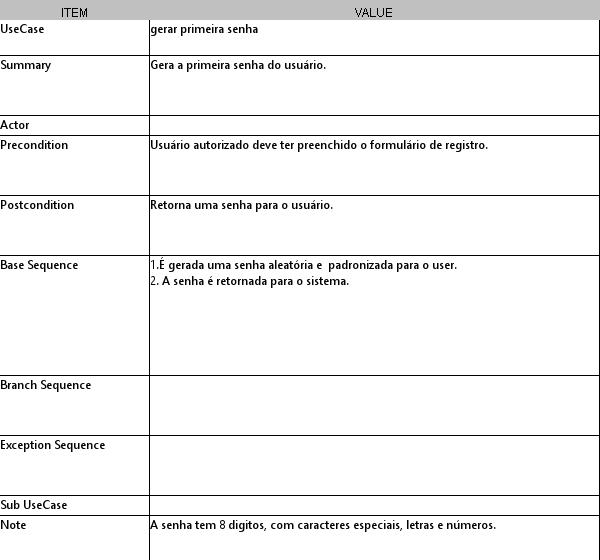 ITEM VALUE
UseCase gerar primeira senha
Summary Gera a primeira senha do usuário.
Actor
Precondition Usuário autorizado deve ter preenchido o formulário de registro.
Postcondition Retorna uma senha para o usuário.
Base Sequence 1.É gerada uma senha aleatória e  padronizada para o user.
2. A senha é retornada para o sistema.
Branch Sequence
Exception Sequence
Sub UseCase
Note A senha tem 8 digitos, com caracteres especiais, letras e números.